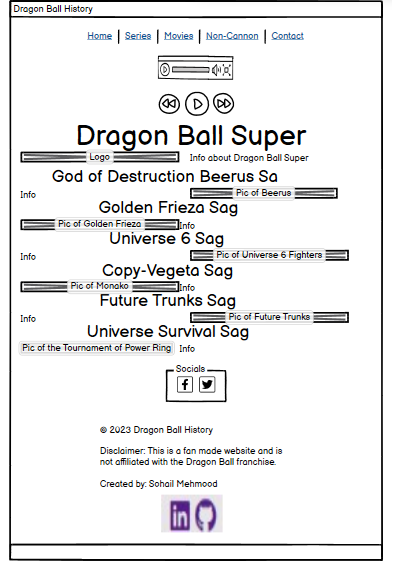 Dragon Ball History
Home | Series | Movies | Non-Cannon | Contact
Dragon Ball Super
Logo Info about Dragon Ball Super
God of Destruction Beerus Sa
Info Pic of Beerus
Golden Frieza Sag
Pic of Golden Frieza Info
Universe 6 Sag
Info Pic of Universe 6 Fighters
Copy-Vegeta Sag
Pic of Monako Info
Future Trunks Sag
Info Pic of Future Trunks
Universe Survival Sag
Pic of the Tournament of Power Ring Info
Socials
© 2023 Dragon Ball History
Disclaimer: This is a fan made website and is
not affiliated with the Dragon Ball franchise.
Created by: Sohail Mehmood
in